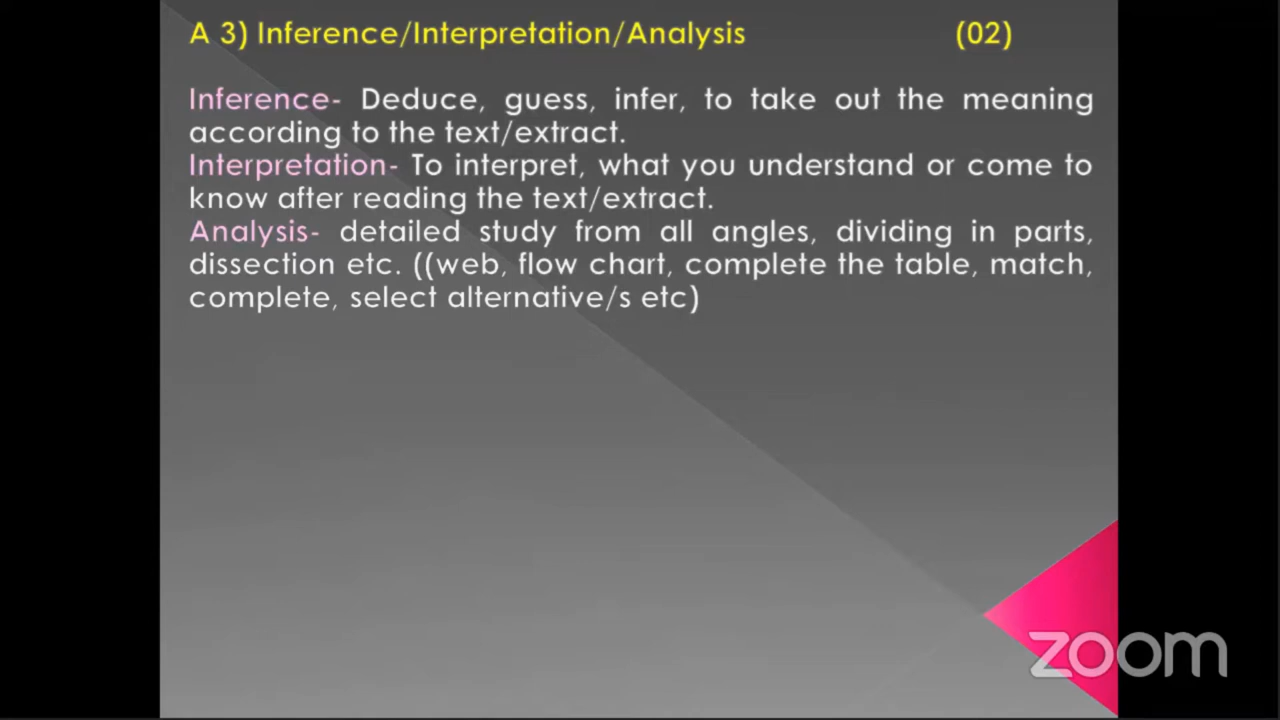 A 3) Inference/Interpretation/Analysis (02)
Inference- Deduce, guess, infer, to take out the meaning
according to the text/extract.
Interpretation- To interpret, what you understand or come to
know after reading the text/extract.
Analysis- detailed study from all angles, dividing in parts,
dissection etc. ((web, flow chart, complete the table, match,
complete, select alternative/s etc)
zoom